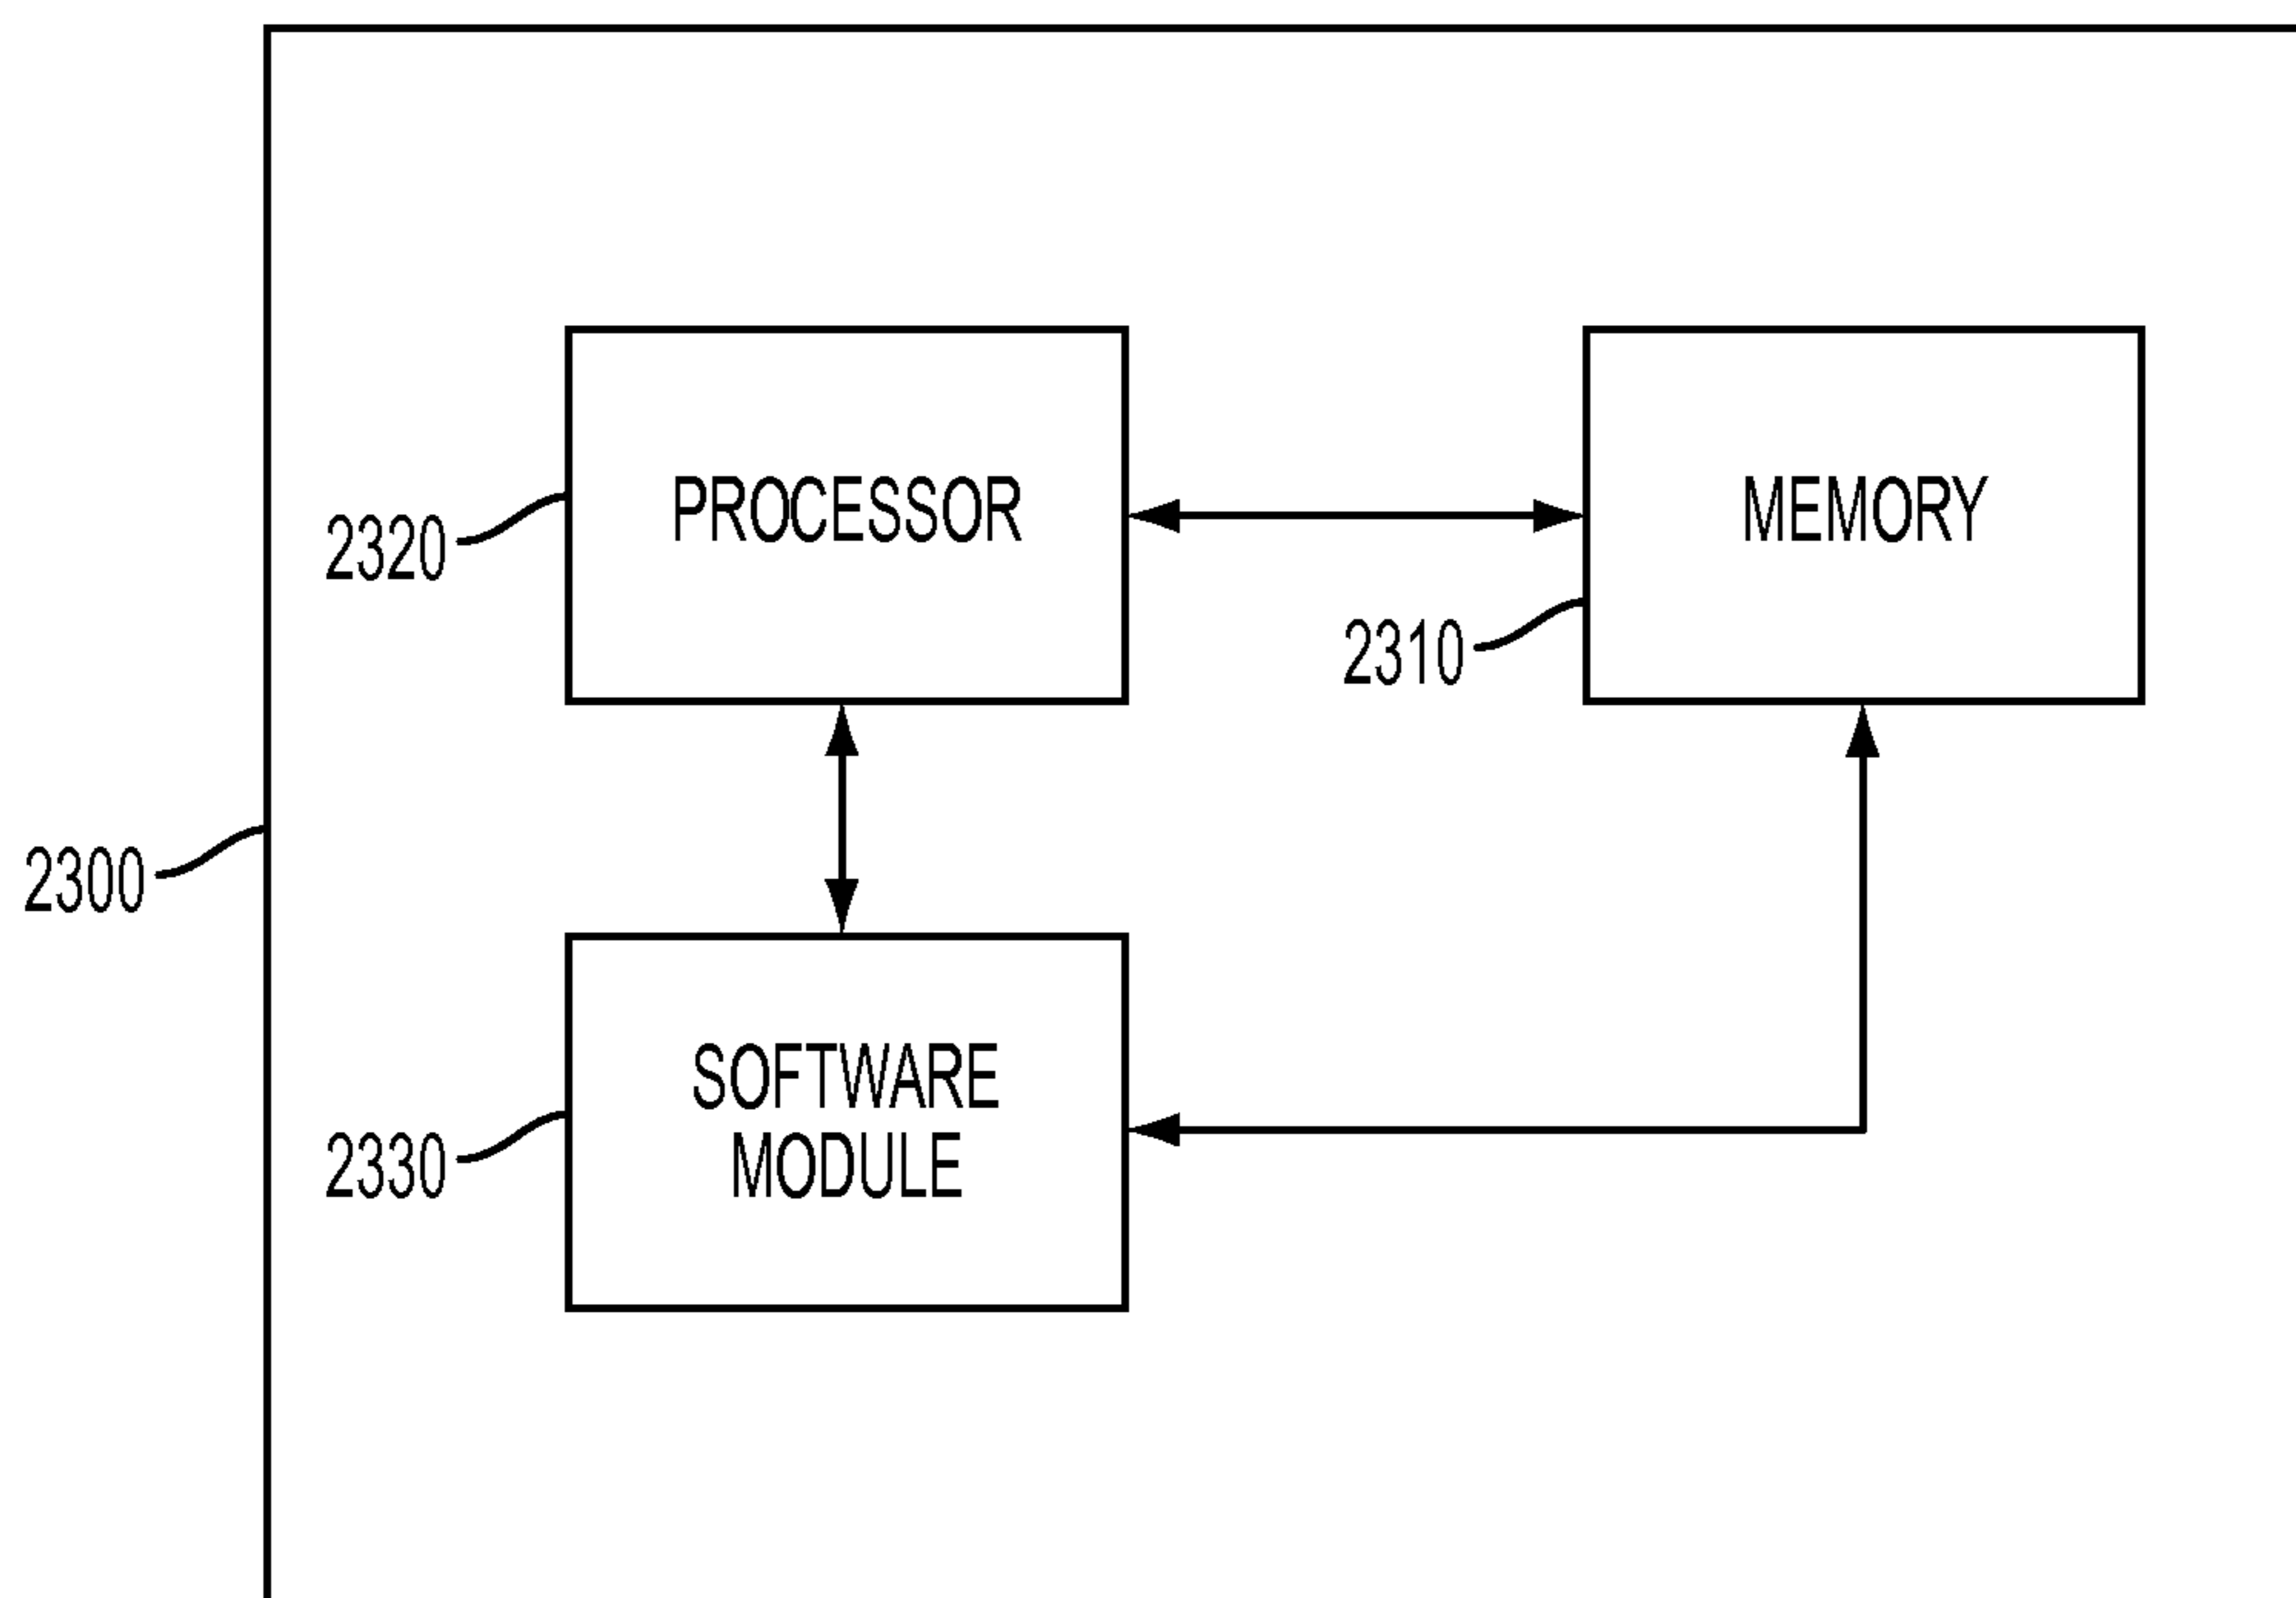 PROCESSOR
MEMORY
2320
2310
2300
SOFTWARE
MODULE
2330